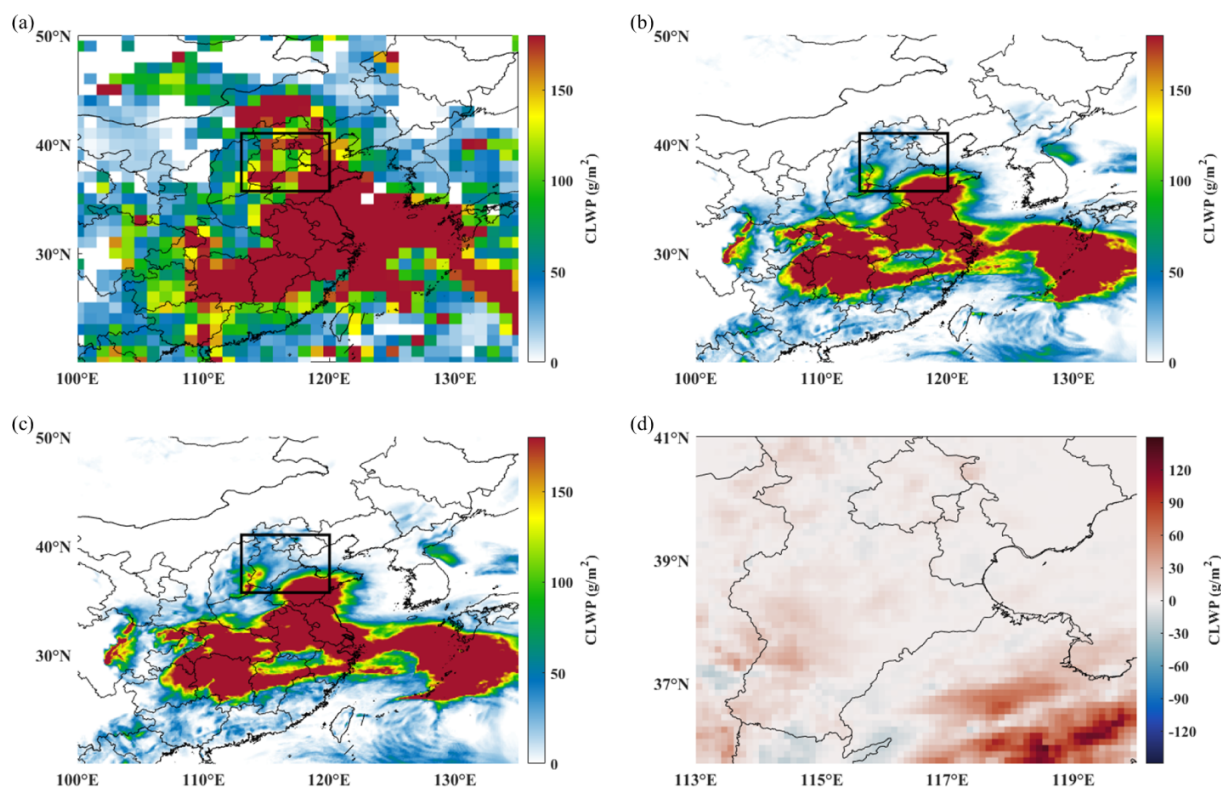 (a)
50°N
40°N
30°N
100°E 110°E 120°E 130°E
150
100
50
0
CLWP (g/m²)
(b)
50°N
40°N
30°N
100°E 110°E 120°E 130°E
150
100
50
0
CLWP (g/m²)
(c)
50°N
40°N
30°N
100°E 110°E 120°E 130°E
150
100
50
0
CLWP (g/m²)
(d)
41°N
39°N
37°N
113°E 115°E 117°E 119°E
120
90
60
30
0
-30
-60
-90
-120
CLWP (g/m²)